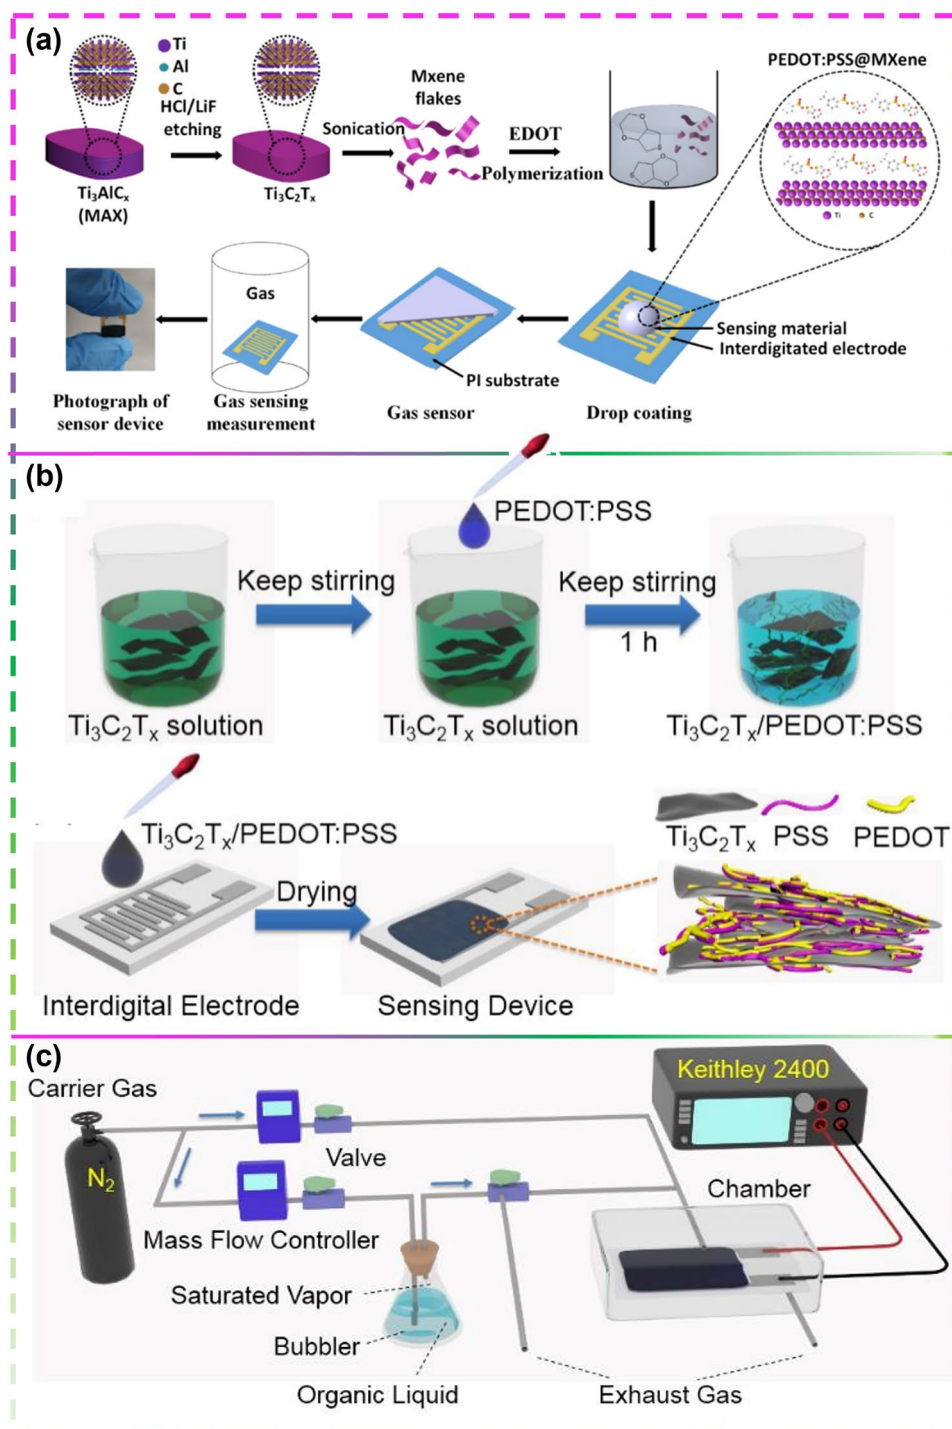 (a)
Ti
Al
C
HCl/LiF
etching
Ti₃AlCₓ
(MAX)
Ti₃C₂Tₓ
Sonication
Mxene
flakes
EDOT
Polymerization
PEDOT:PSS@MXene
Ti C
Sensing material
Interdigitated electrode
Drop coating
PI substrate
Gas sensor
Gas
Gas sensing
measurement
Photograph of
sensor device
(b)
PEDOT:PSS
Keep stirring
Keep stirring
1 h
Ti₃C₂Tₓ solution
Ti₃C₂Tₓ solution
Ti₃C₂Tₓ/PEDOT:PSS
Ti₃C₂Tₓ/PEDOT:PSS
Drying
Interdigital Electrode
Sensing Device
Ti₃C₂Tₓ PSS PEDOT
(c)
Carrier Gas
N₂
Valve
Mass Flow Controller
Saturated Vapor
Bubbler
Organic Liquid
Keithley 2400
Chamber
Exhaust Gas